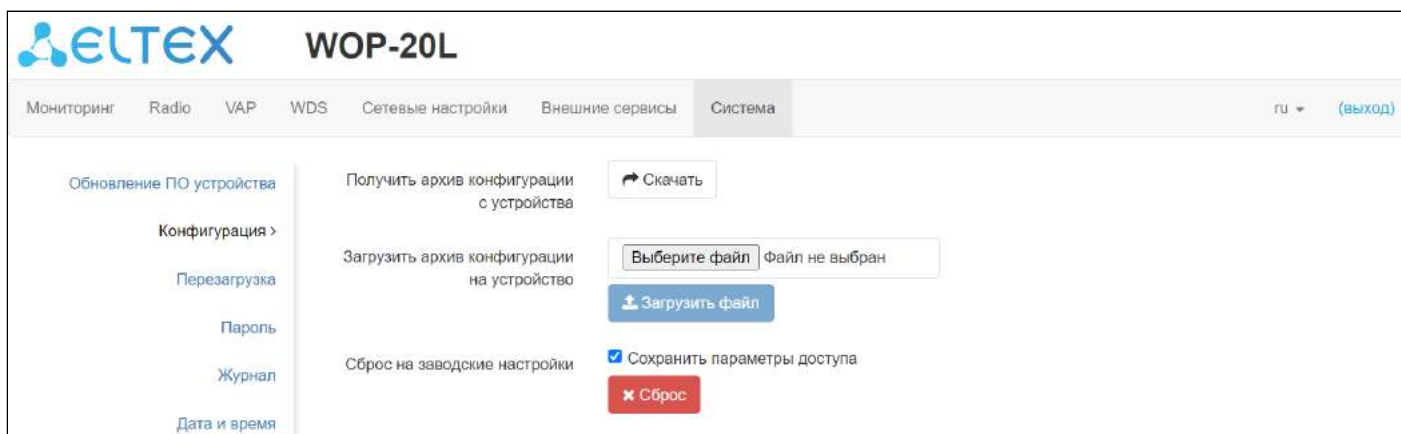 ELTEX WOP-20L
Мониторинг Radio VAP WDS Сетевые настройки Внешние сервисы Система ru (выход)
Обновление ПО устройства
Конфигурация >
Перезагрузка
Пароль
Журнал
Дата и время
Получить архив конфигурации
с устройства
Скачать
Загрузить архив конфигурации
на устройство
Выберите файл Файл не выбран
Загрузить файл
Сброс на заводские настройки
Сохранить параметры доступа
Сброс